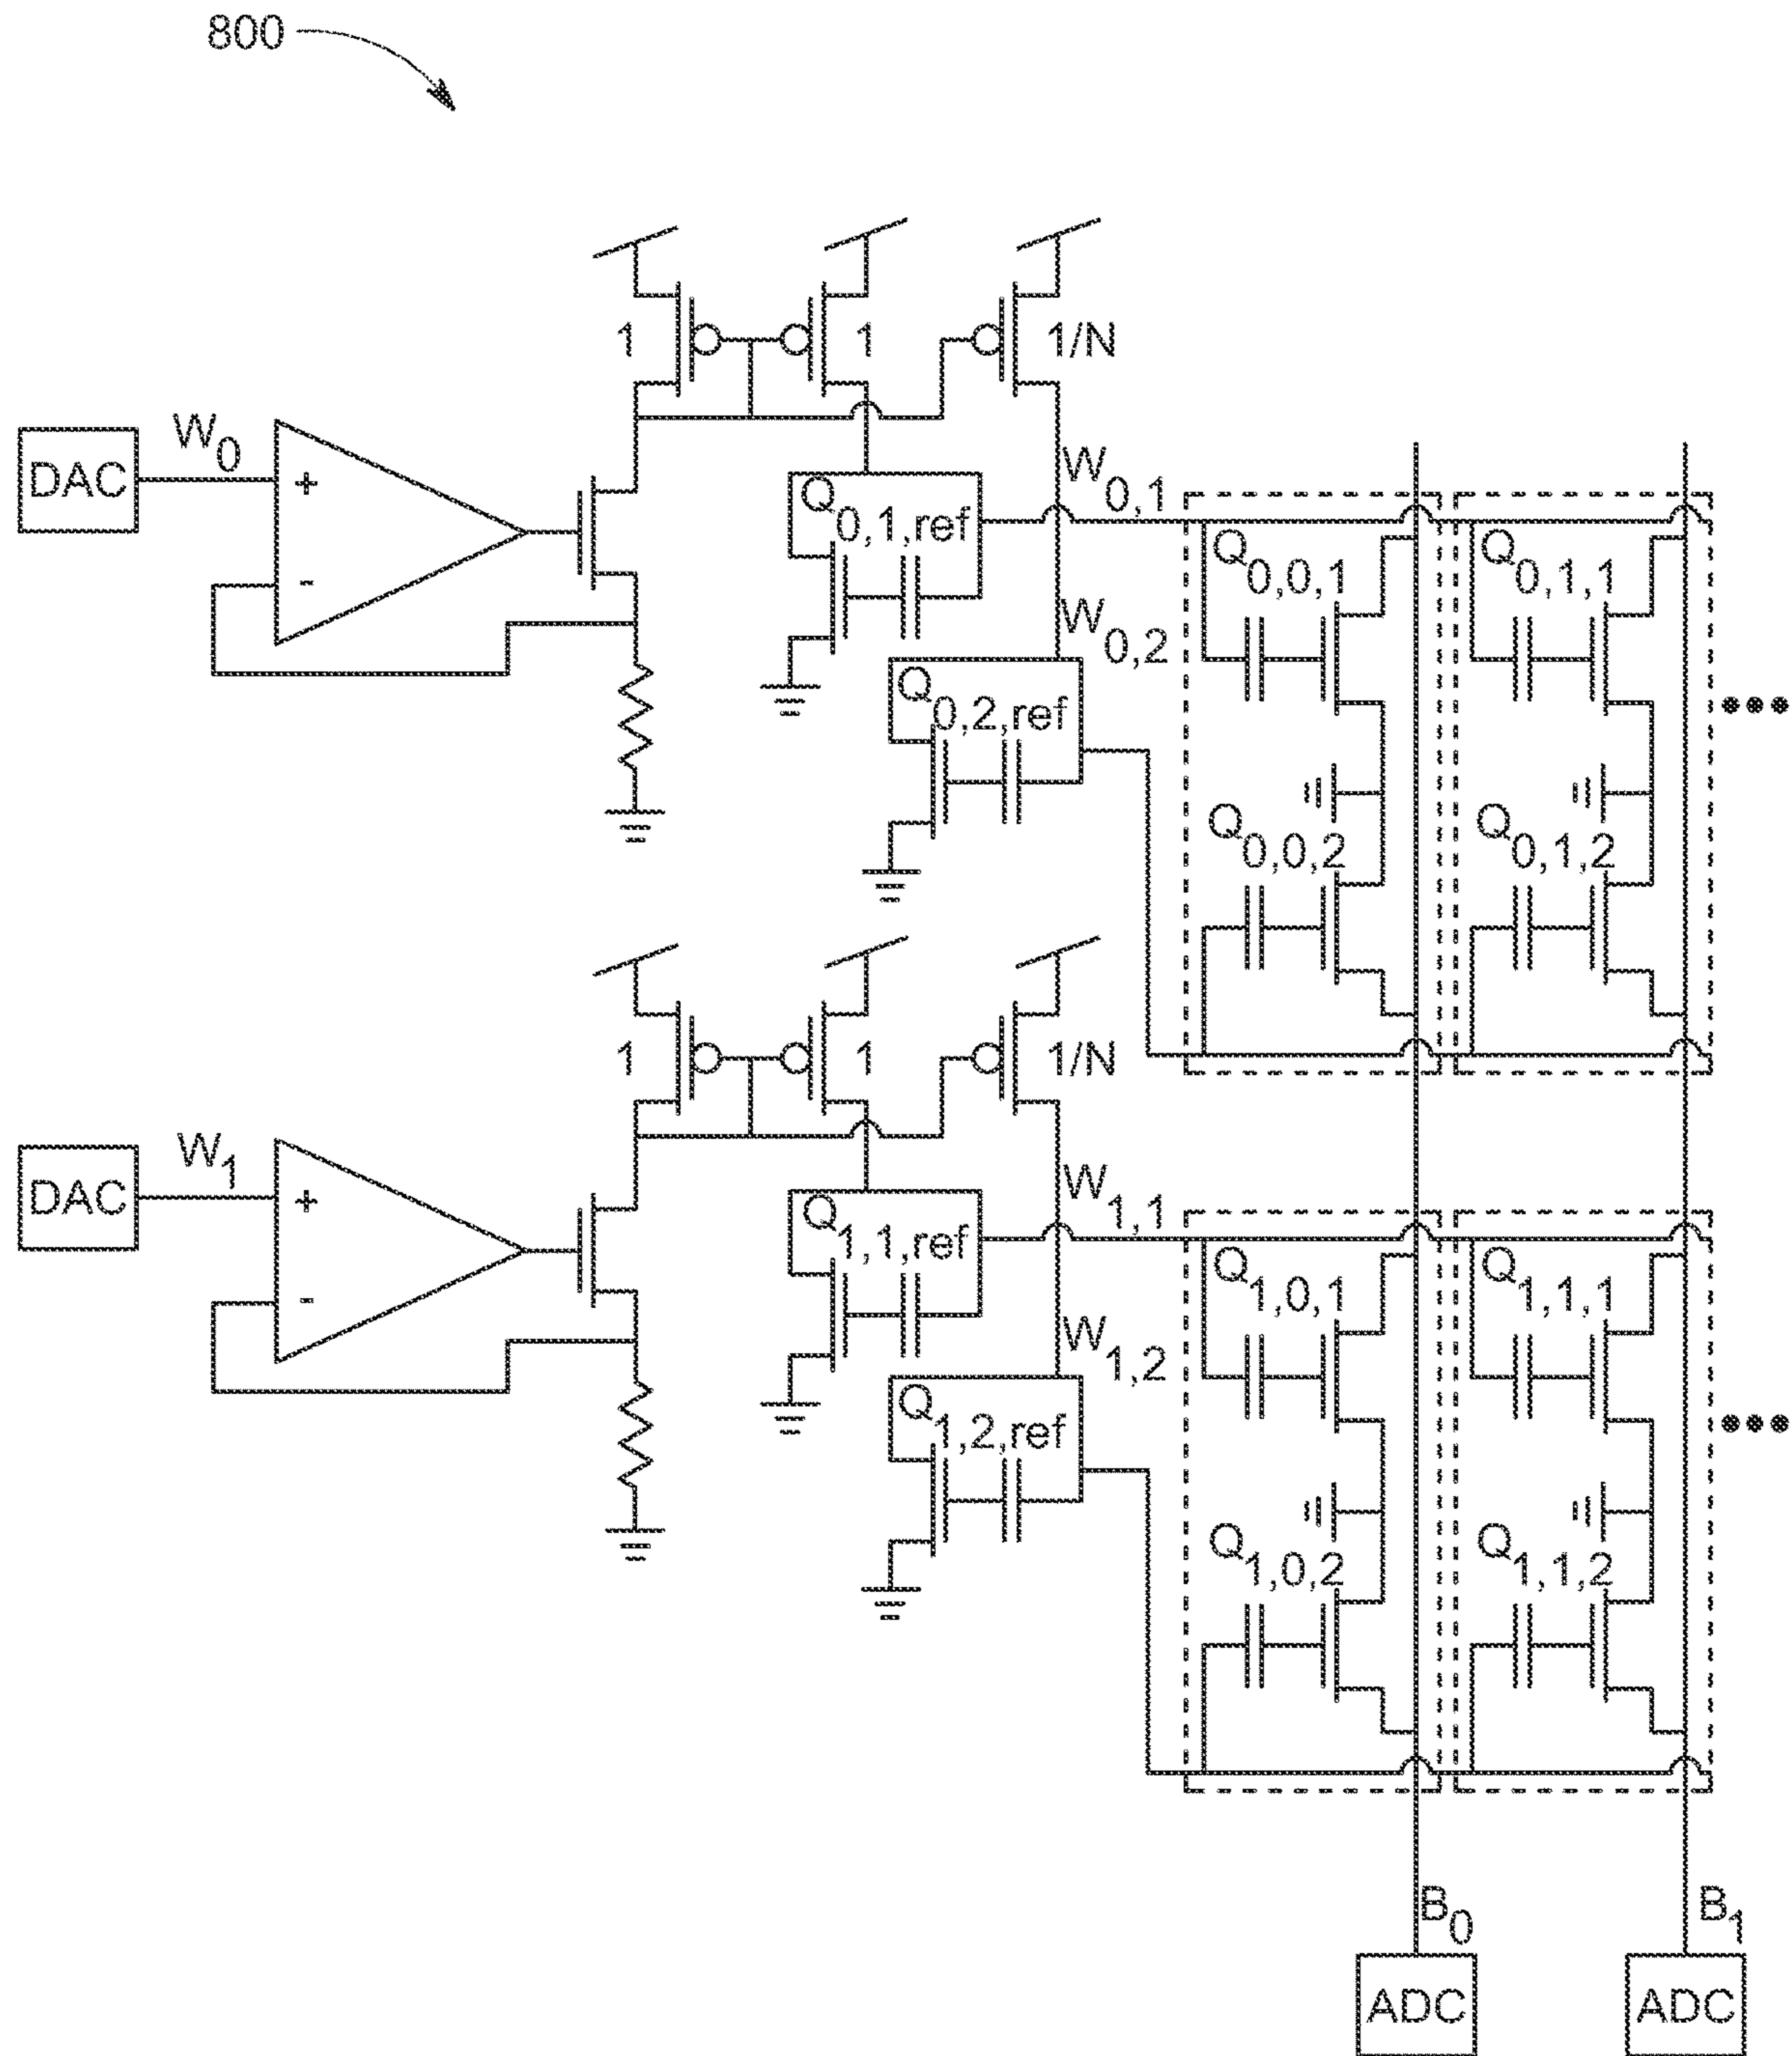 800
1 1 1/N
DAC W0 + -
W0,1
Q0,1,ref
W0,2
Q0,2,ref
Q0,0,1 Q0,1,1
Q0,0,2 Q0,1,2
1 1 1/N
DAC W1 + -
W1,1
Q1,1,ref
W1,2
Q1,2,ref
Q1,0,1 Q1,1,1
Q1,0,2 Q1,1,2
B0 B1
ADC ADC